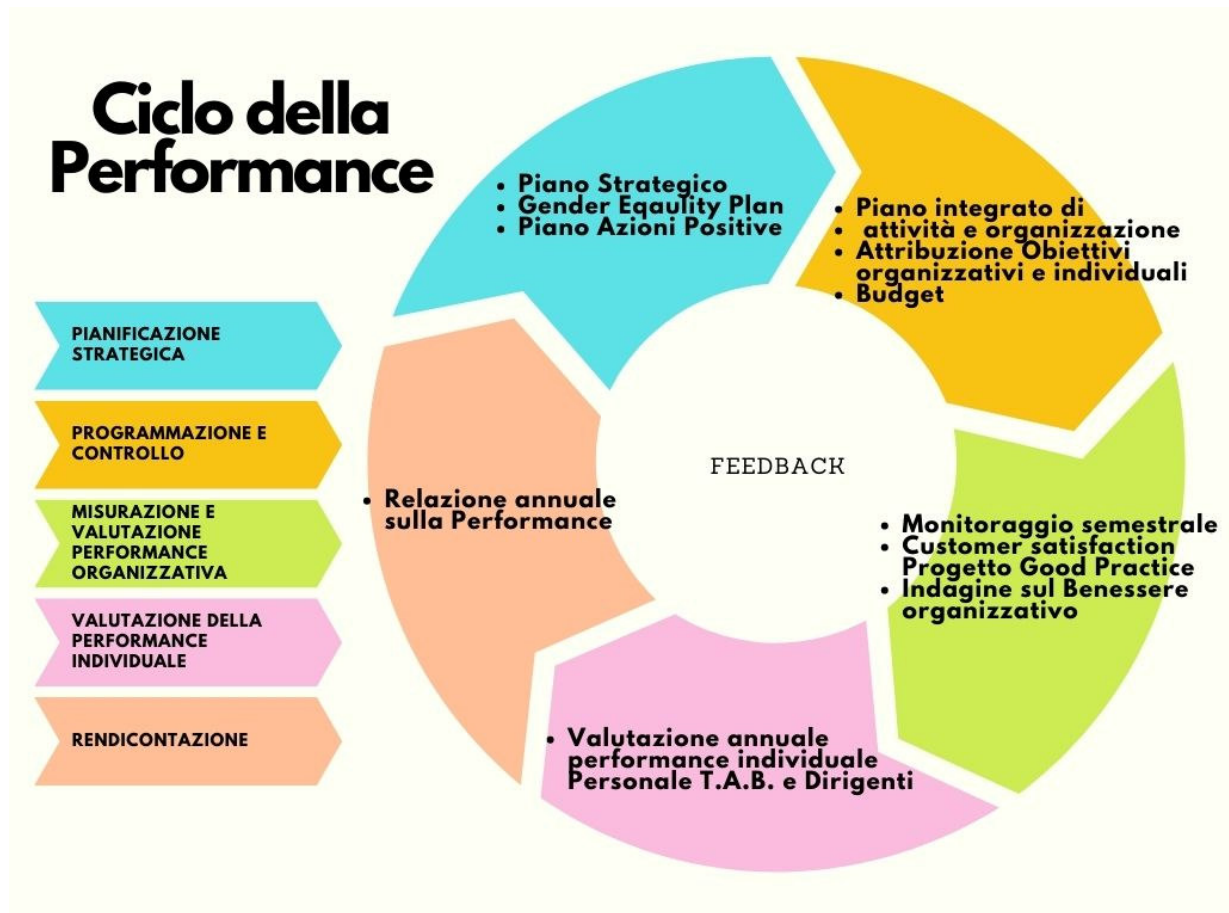 Ciclo della
Performance
• Piano Strategico
• Gender Eqaulity Plan
• Piano Azioni Positive
• Piano integrato di
• attività e organizzazione
• Attribuzione Obiettivi
organizzativi e individuali
• Budget
PIANIFICAZIONE
STRATEGICA
PROGRAMMAZIONE E
CONTROLLO
MISURAZIONE E
VALUTAZIONE
PERFORMANCE
ORGANIZZATIVA
VALUTAZIONE DELLA
PERFORMANCE
INDIVIDUALE
RENDICONTAZIONE
FEEDBACK
• Relazione annuale
sulla Performance
• Monitoraggio semestrale
• Customer satisfaction
Progetto Good Practice
• Indagine sul Benessere
organizzativo
• Valutazione annuale
performance individuale
Personale T.A.B. e Dirigenti